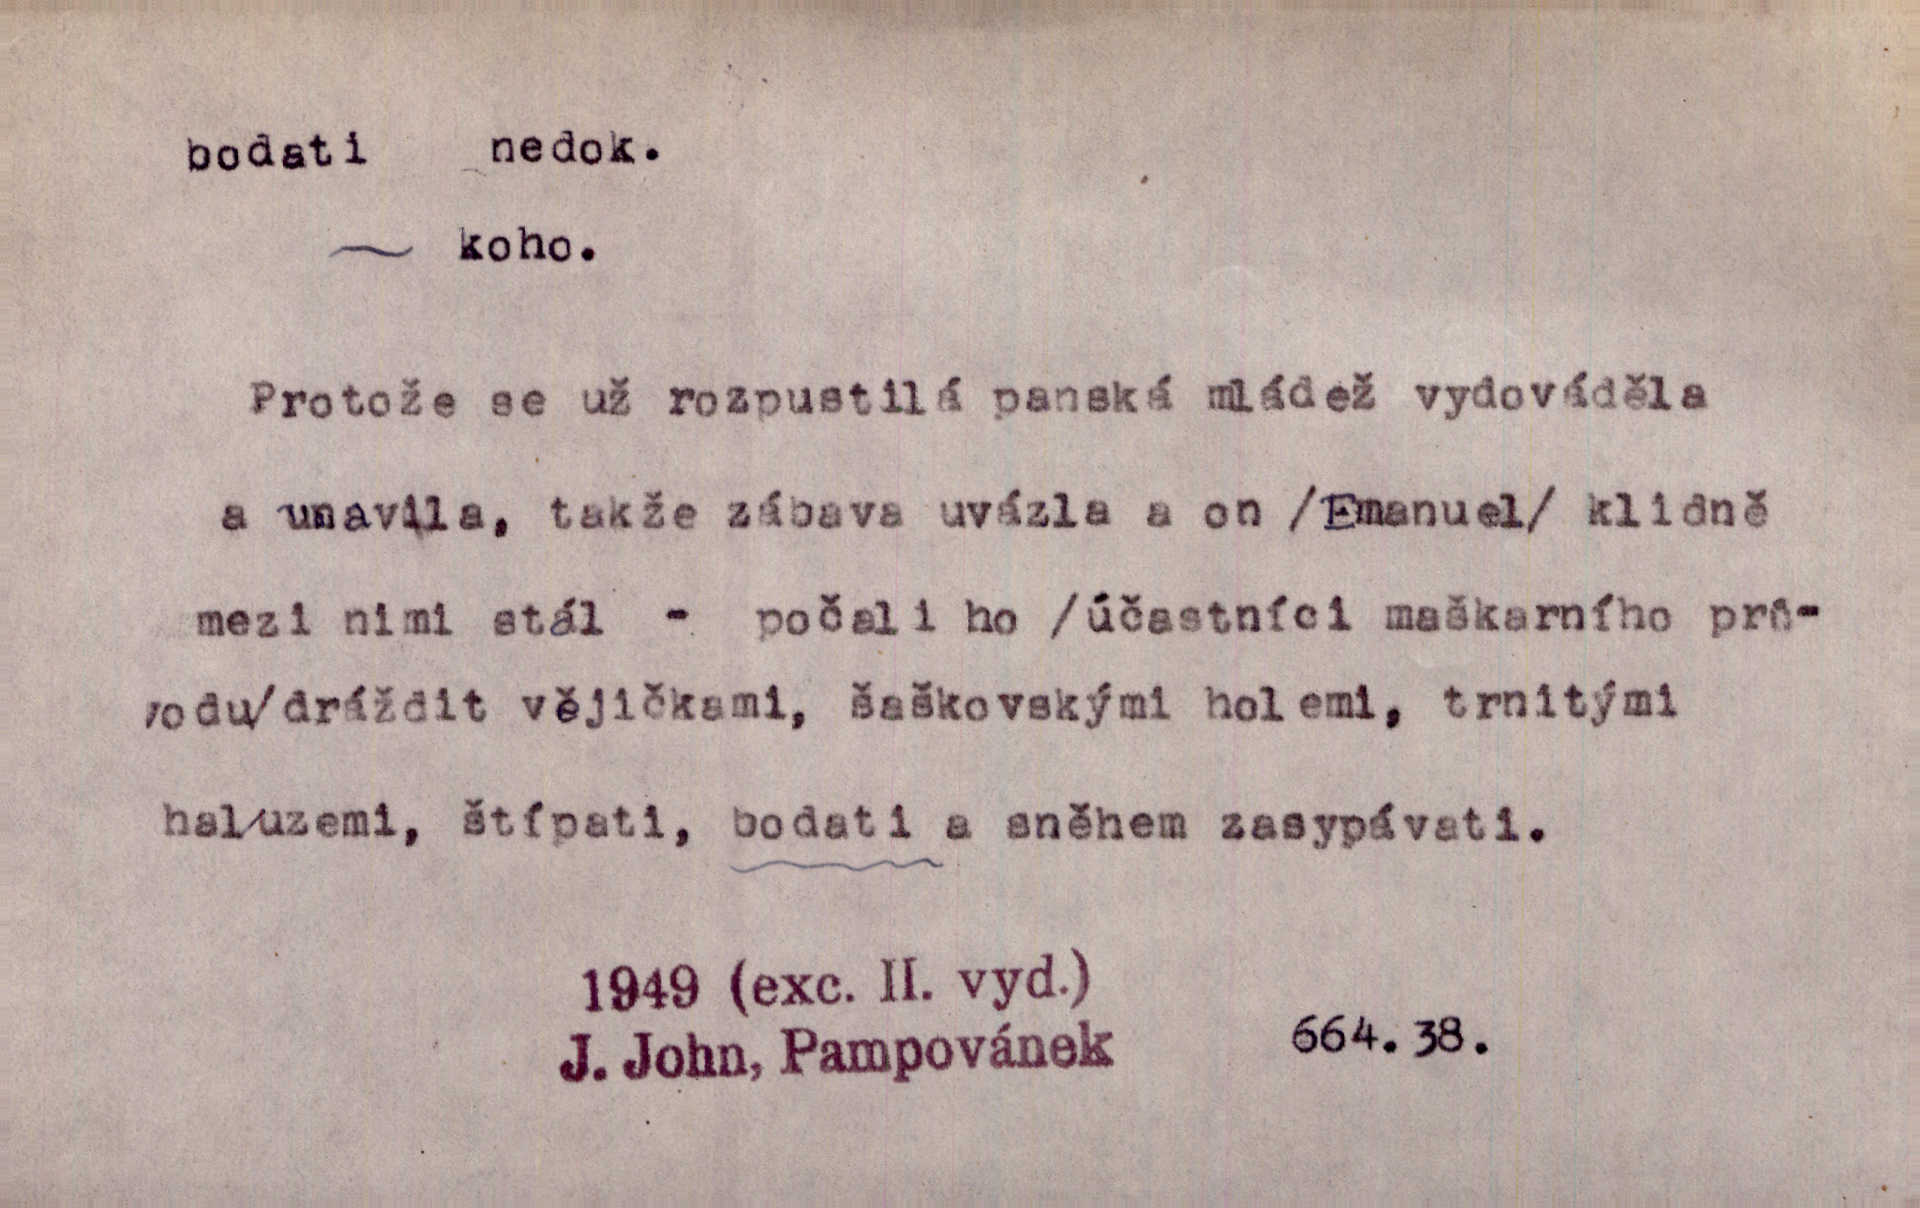 bodati nedok.
~ koho.
Protože se už rozpustilá panská mládež vydováděla
a unavila, takže zábava uvázla a on /Emanuel/ klidně
mezi nimi stál - počali ho /účastníci maškarního prů-
vodu/dráždit vějičkami, šaškovskými holemi, trnitými
haluzemi, štípati, bodati a sněhem zasypávati.
1949 (exc. II. vyd.)
J. John, Pampovánek
664.38.